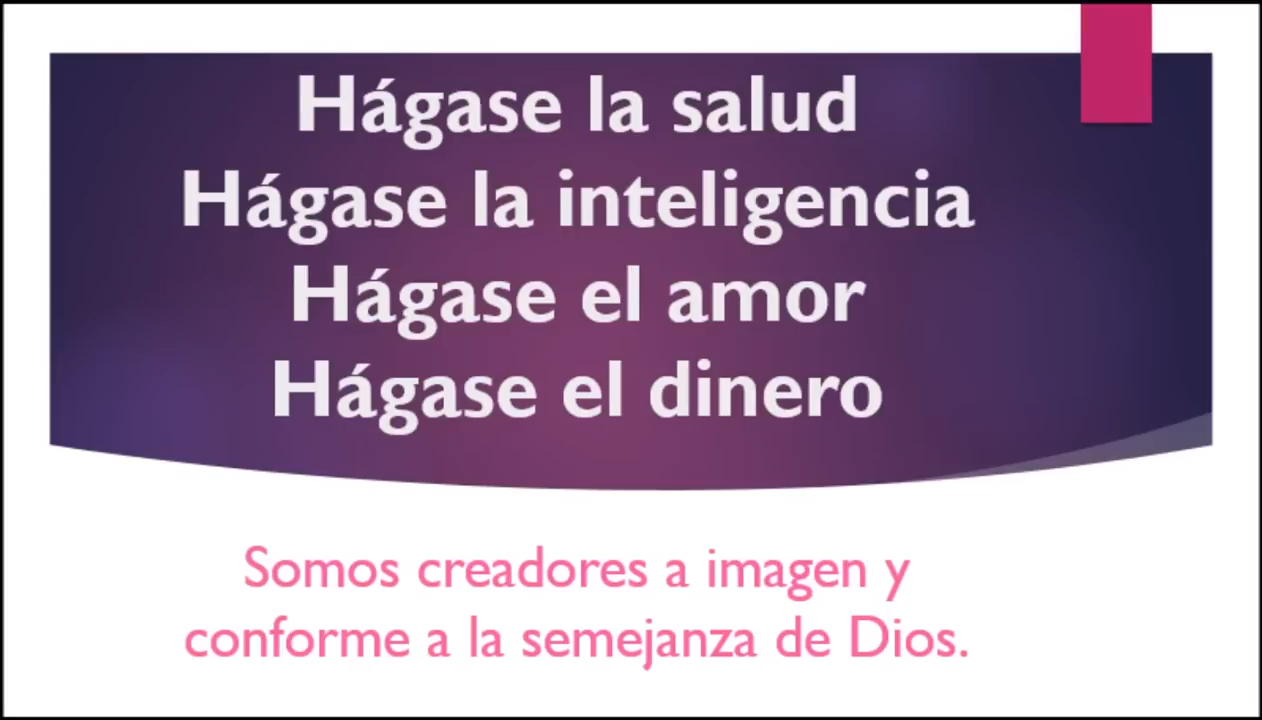 Hágase la salud
Hágase la inteligencia
Hágase el amor
Hágase el dinero
Somos creadores a imagen y
conforme a la semejanza de Dios.